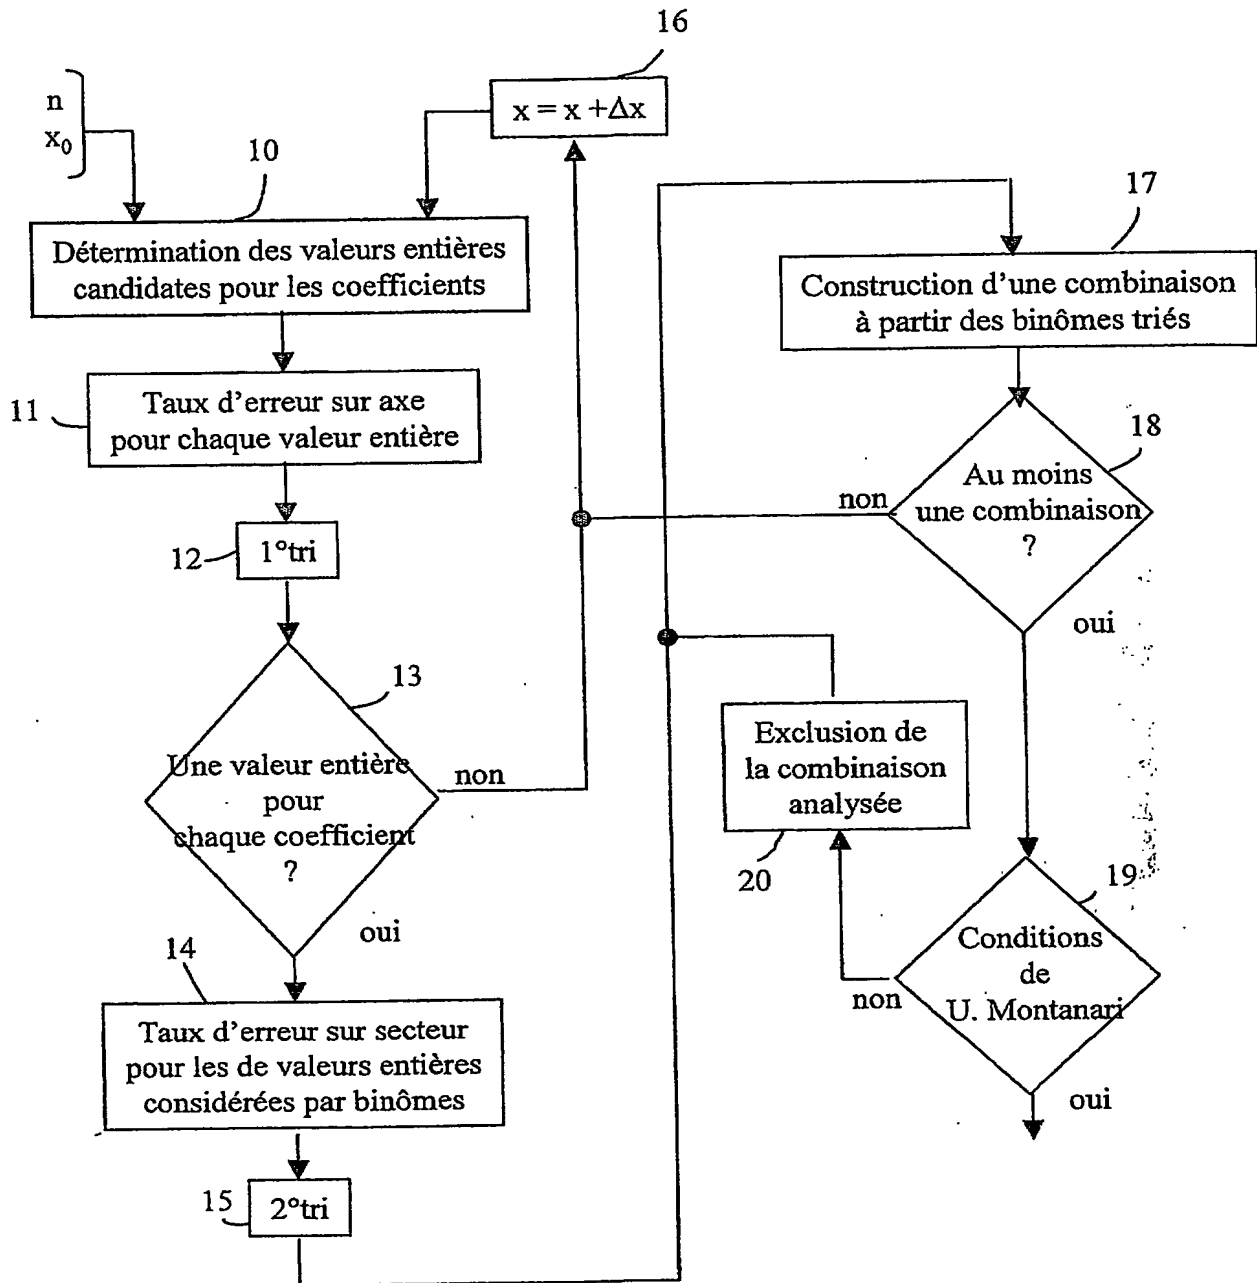 16
n
x₀
x = x +Δx
10
Détermination des valeurs entières
candidates pour les coefficients
11
Taux d'erreur sur axe
pour chaque valeur entière
12
1°tri
13
Une valeur entière
pour
chaque coefficient
?
non
oui
14
Taux d'erreur sur secteur
pour les de valeurs entières
considérées par binômes
15
2°tri
17
Construction d'une combinaison
à partir des binômes triés
18
Au moins
une combinaison
?
non
oui
Exclusion de
la combinaison
analysée
20
19
Conditions
de
U. Montanari
non
oui